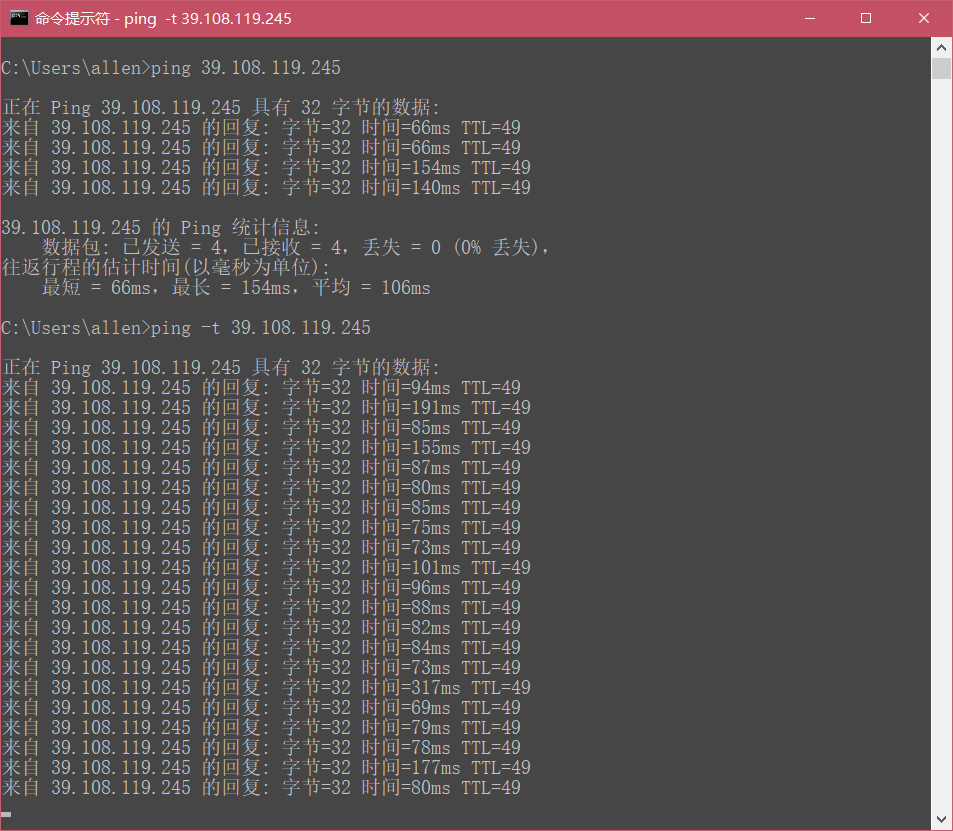 命令提示符 - ping  -t 39.108.119.245
C:\Users\allen>ping 39.108.119.245
正在 Ping 39.108.119.245 具有 32 字节的数据:
来自 39.108.119.245 的回复: 字节=32 时间=66ms TTL=49
来自 39.108.119.245 的回复: 字节=32 时间=66ms TTL=49
来自 39.108.119.245 的回复: 字节=32 时间=154ms TTL=49
来自 39.108.119.245 的回复: 字节=32 时间=140ms TTL=49
39.108.119.245 的 Ping 统计信息:
    数据包: 已发送 = 4，已接收 = 4，丢失 = 0 (0% 丢失)，
往返行程的估计时间(以毫秒为单位):
    最短 = 66ms，最长 = 154ms，平均 = 106ms
C:\Users\allen>ping -t 39.108.119.245
正在 Ping 39.108.119.245 具有 32 字节的数据:
来自 39.108.119.245 的回复: 字节=32 时间=94ms TTL=49
来自 39.108.119.245 的回复: 字节=32 时间=191ms TTL=49
来自 39.108.119.245 的回复: 字节=32 时间=85ms TTL=49
来自 39.108.119.245 的回复: 字节=32 时间=155ms TTL=49
来自 39.108.119.245 的回复: 字节=32 时间=87ms TTL=49
来自 39.108.119.245 的回复: 字节=32 时间=80ms TTL=49
来自 39.108.119.245 的回复: 字节=32 时间=85ms TTL=49
来自 39.108.119.245 的回复: 字节=32 时间=75ms TTL=49
来自 39.108.119.245 的回复: 字节=32 时间=73ms TTL=49
来自 39.108.119.245 的回复: 字节=32 时间=101ms TTL=49
来自 39.108.119.245 的回复: 字节=32 时间=96ms TTL=49
来自 39.108.119.245 的回复: 字节=32 时间=88ms TTL=49
来自 39.108.119.245 的回复: 字节=32 时间=82ms TTL=49
来自 39.108.119.245 的回复: 字节=32 时间=84ms TTL=49
来自 39.108.119.245 的回复: 字节=32 时间=73ms TTL=49
来自 39.108.119.245 的回复: 字节=32 时间=317ms TTL=49
来自 39.108.119.245 的回复: 字节=32 时间=69ms TTL=49
来自 39.108.119.245 的回复: 字节=32 时间=79ms TTL=49
来自 39.108.119.245 的回复: 字节=32 时间=78ms TTL=49
来自 39.108.119.245 的回复: 字节=32 时间=177ms TTL=49
来自 39.108.119.245 的回复: 字节=32 时间=80ms TTL=49